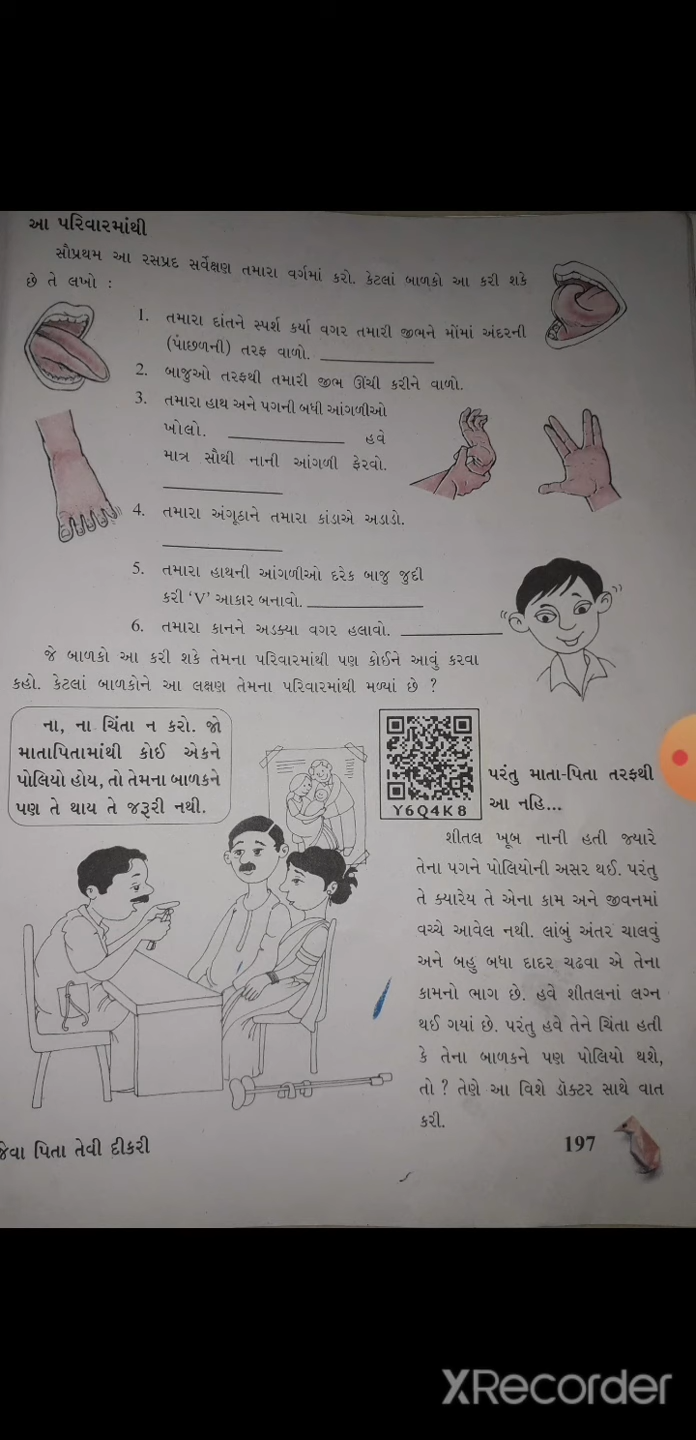 આ પરિવારમાંથી
સૌપ્રથમ આ રસપ્રદ સર્વેક્ષણ તમારા વર્ગમાં કરો. કેટલાં બાળકો આ કરી શકે
છે તે લખો :
1. તમારા દાંતને સ્પર્શ કર્યા વગર તમારી જીભને મોંમાં અંદરની
(પાછળની) તરફ વાળો. ____________
2. બાજુઓ તરફથી તમારી જીભ ઊંચી કરીને વાળો.
3. તમારા હાથ અને પગની બધી આંગળીઓ
ખોલો. ____________ હવે
માત્ર સૌથી નાની આંગળી ફેરવો.
____________
4. તમારા અંગૂઠાને તમારા કાંડાએ અડાડો.
____________
5. તમારા હાથની આંગળીઓ દરેક બાજુ જુદી
કરી ‘V’ આકાર બનાવો. ____________
6. તમારા કાનને અડક્યા વગર હલાવો. ____________
જે બાળકો આ કરી શકે તેમના પરિવારમાંથી પણ કોઈને આવું કરવા
કહો. કેટલાં બાળકોને આ લક્ષણ તેમના પરિવારમાંથી મળ્યાં છે ?
ના, ના ચિંતા ન કરો. જો
માતાપિતામાંથી કોઈ એકને
પોલિયો હોય, તો તેમના બાળકને
પણ તે થાય તે જરૂરી નથી.
Y6Q4K8
પરંતુ માતા-પિતા તરફથી
આ નહિ...
શીતલ ખૂબ નાની હતી જ્યારે
તેના પગને પોલિયોની અસર થઈ. પરંતુ
તે ક્યારેય તે એના કામ અને જીવનમાં
વચ્ચે આવેલ નથી. લાંબું અંતર ચાલવું
અને બહુ બધા દાદર ચઢવા એ તેના
કામનો ભાગ છે. હવે શીતલનાં લગ્ન
થઈ ગયાં છે. પરંતુ હવે તેને ચિંતા હતી
કે તેના બાળકને પણ પોલિયો થશે,
તો ? તેણે આ વિશે ડૉક્ટર સાથે વાત
કરી.
જેવા પિતા તેવી દીકરી
197
XRecorder